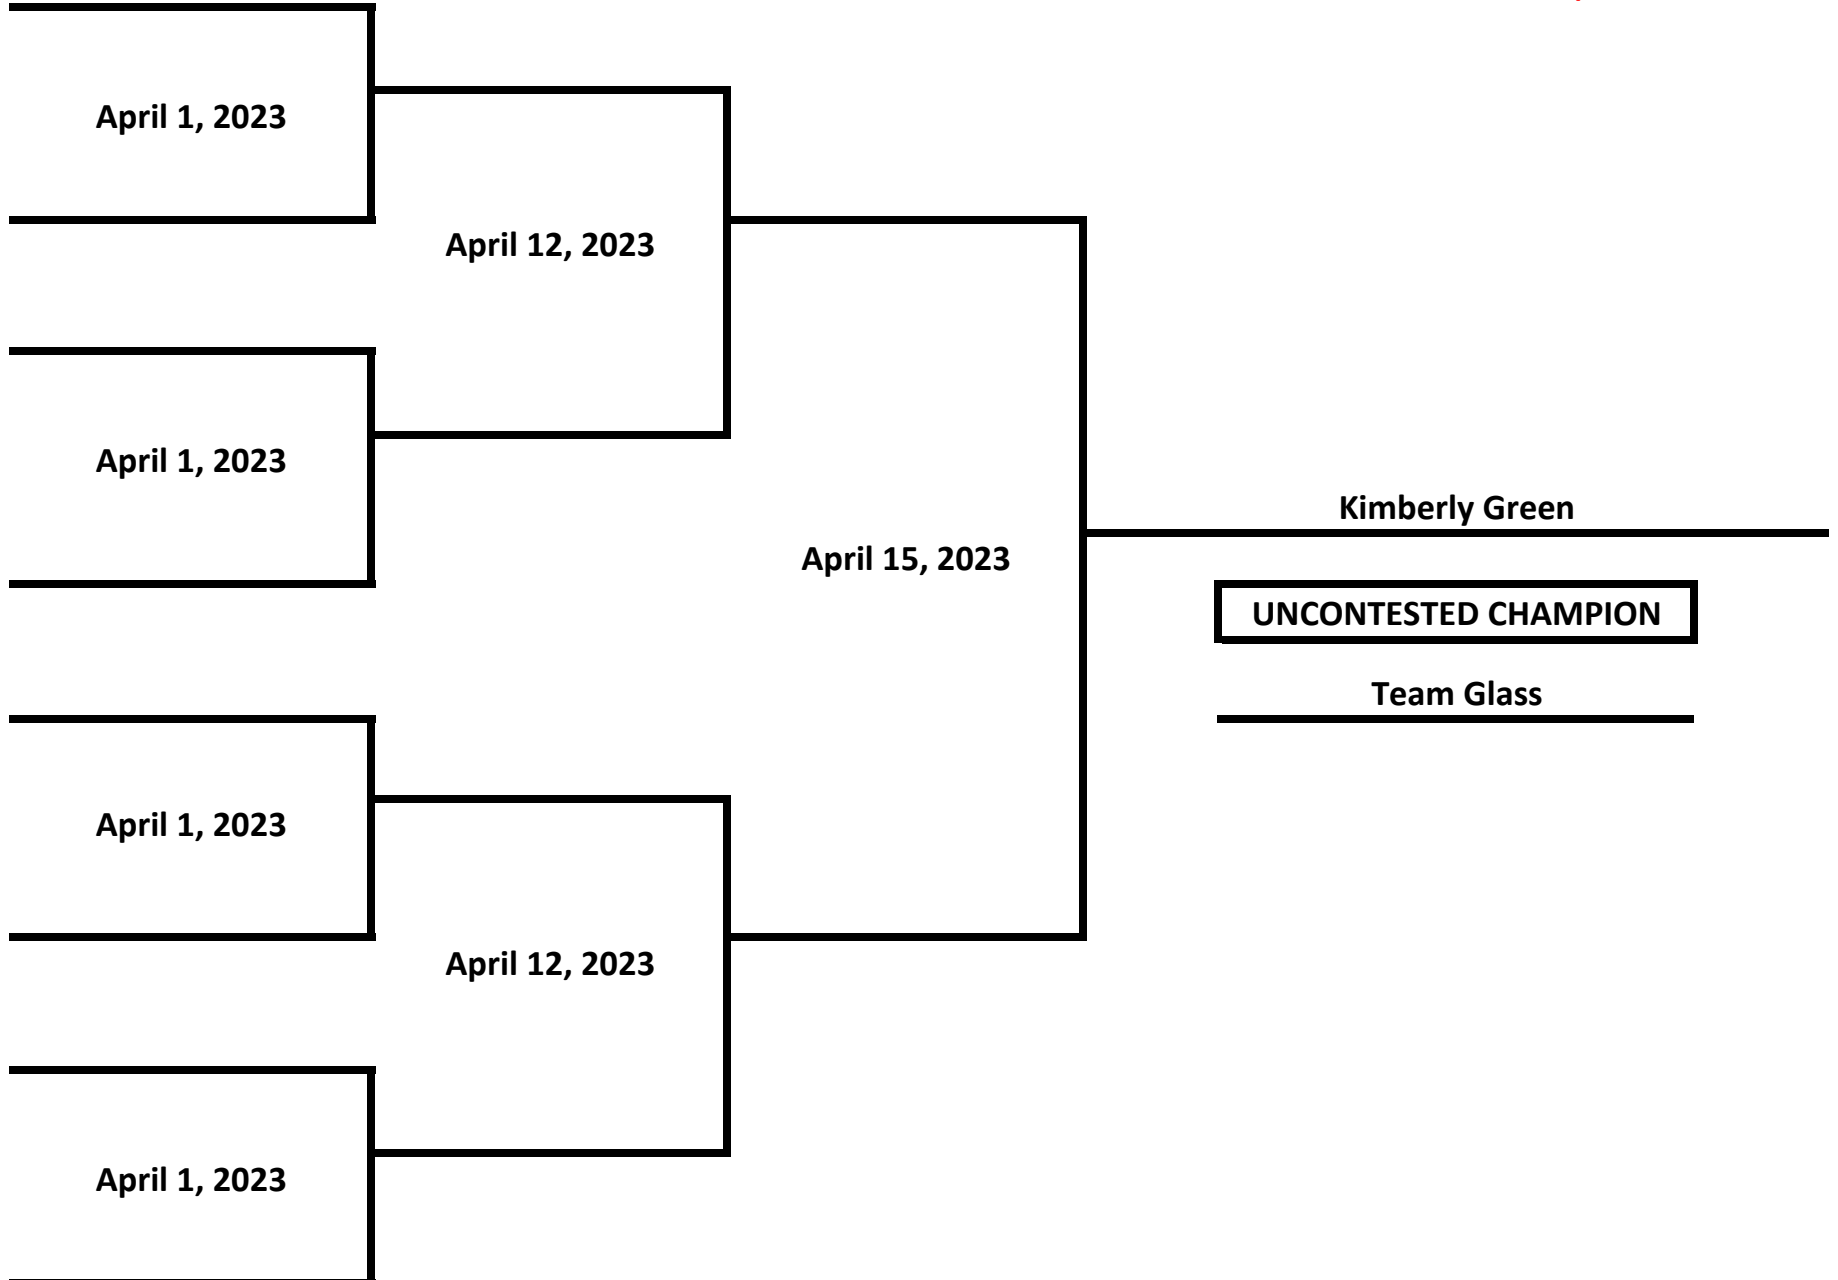 April 1, 2023
April 12, 2023
April 1, 2023
Kimberly Green
April 15, 2023
UNCONTESTED CHAMPION
Team Glass
April 1, 2023
April 12, 2023
April 1, 2023